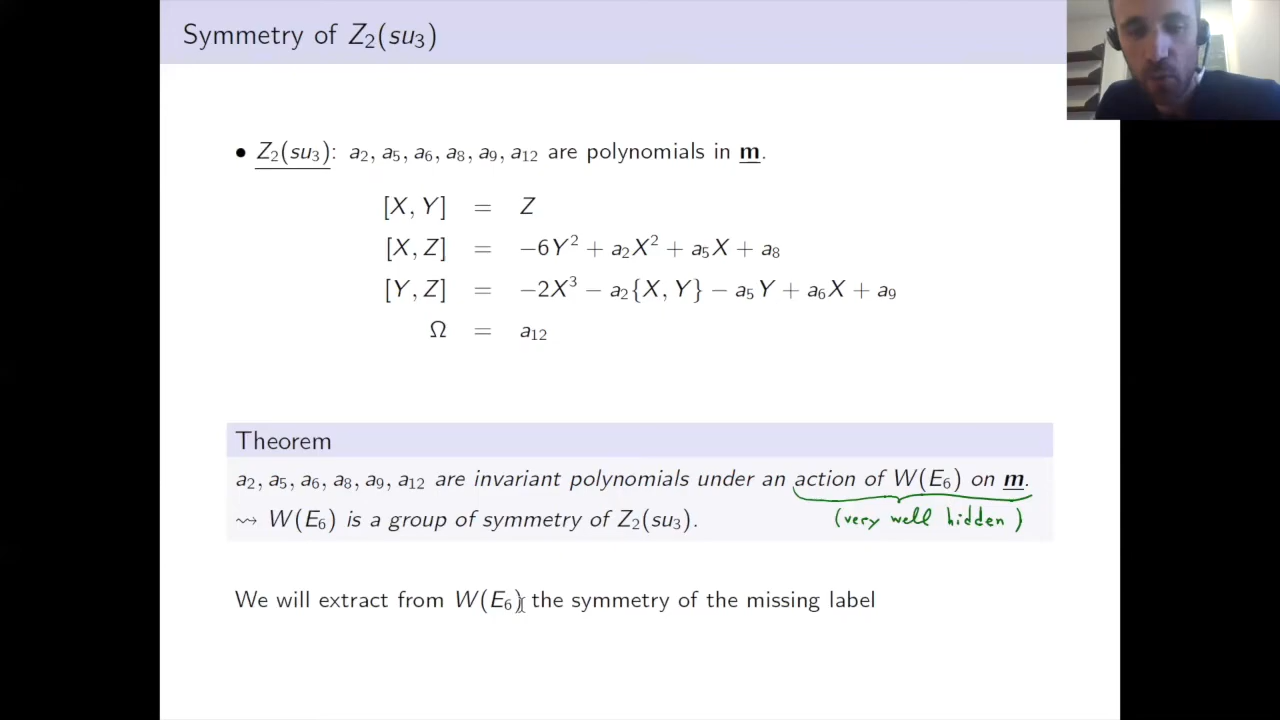 Symmetry of Z₂(su₃)
• Z₂(su₃): a₂, a₅, a₆, a₈, a₉, a₁₂ are polynomials in m.
[X, Y] = Z
[X, Z] = −6Y² + a₂X² + a₅X + a₈
[Y, Z] = −2X³ − a₂{X, Y} − a₅Y + a₆X + a₉
Ω = a₁₂
Theorem
a₂, a₅, a₆, a₈, a₉, a₁₂ are invariant polynomials under an action of W(E₆) on m.
⇝ W(E₆) is a group of symmetry of Z₂(su₃).
(very well hidden)
We will extract from W(E₆) the symmetry of the missing label